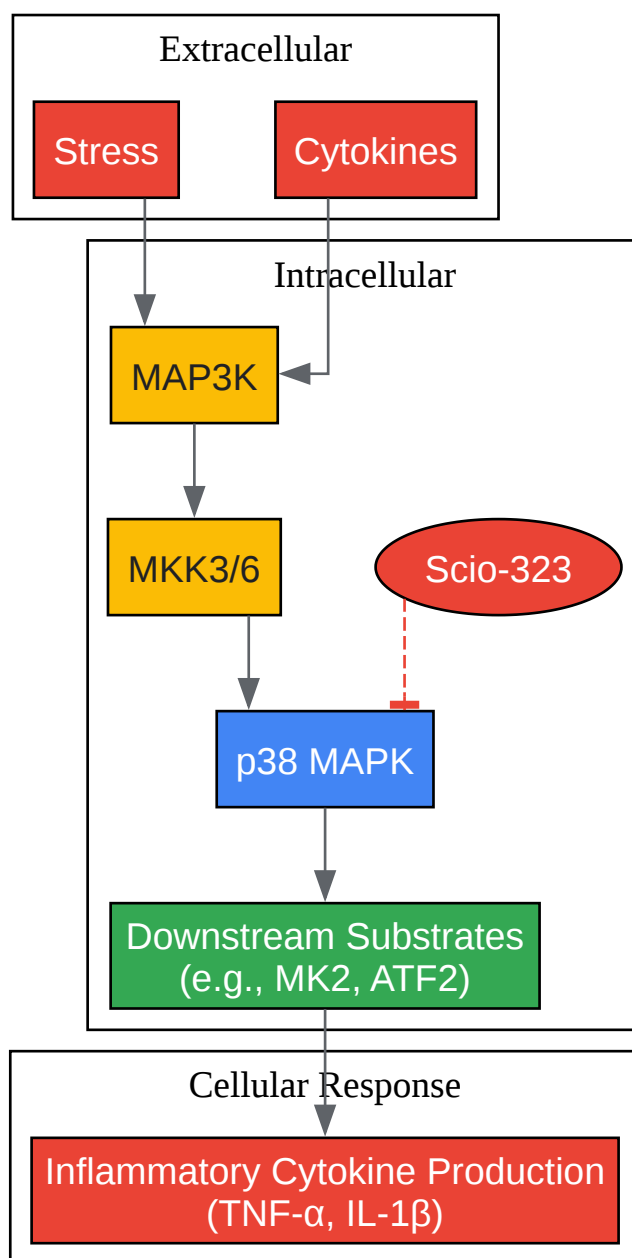 Extracellular
Stress
Cytokines
Intracellular
MAP3K
MKK3/6
Scio-323
p38 MAPK
Downstream Substrates
(e.g., MK2, ATF2)
Cellular Response
Inflammatory Cytokine Production
(TNF-α, IL-1β)